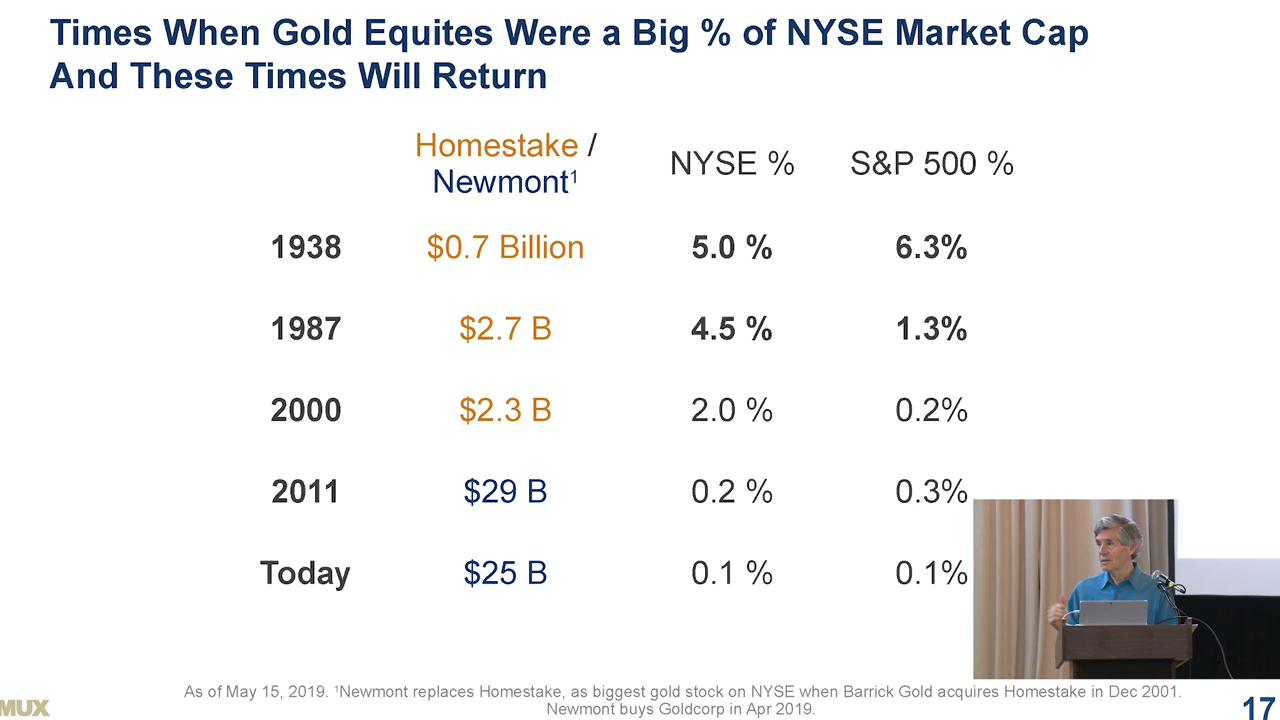 Times When Gold Equites Were a Big % of NYSE Market Cap
And These Times Will Return
Homestake /
Newmont¹
NYSE %
S&P 500 %
1938 $0.7 Billion 5.0 % 6.3%
1987 $2.7 B 4.5 % 1.3%
2000 $2.3 B 2.0 % 0.2%
2011 $29 B 0.2 % 0.3%
Today $25 B 0.1 % 0.1%
As of May 15, 2019. ¹Newmont replaces Homestake, as biggest gold stock on NYSE when Barrick Gold acquires Homestake in Dec 2001.
Newmont buys Goldcorp in Apr 2019.
MUX
17